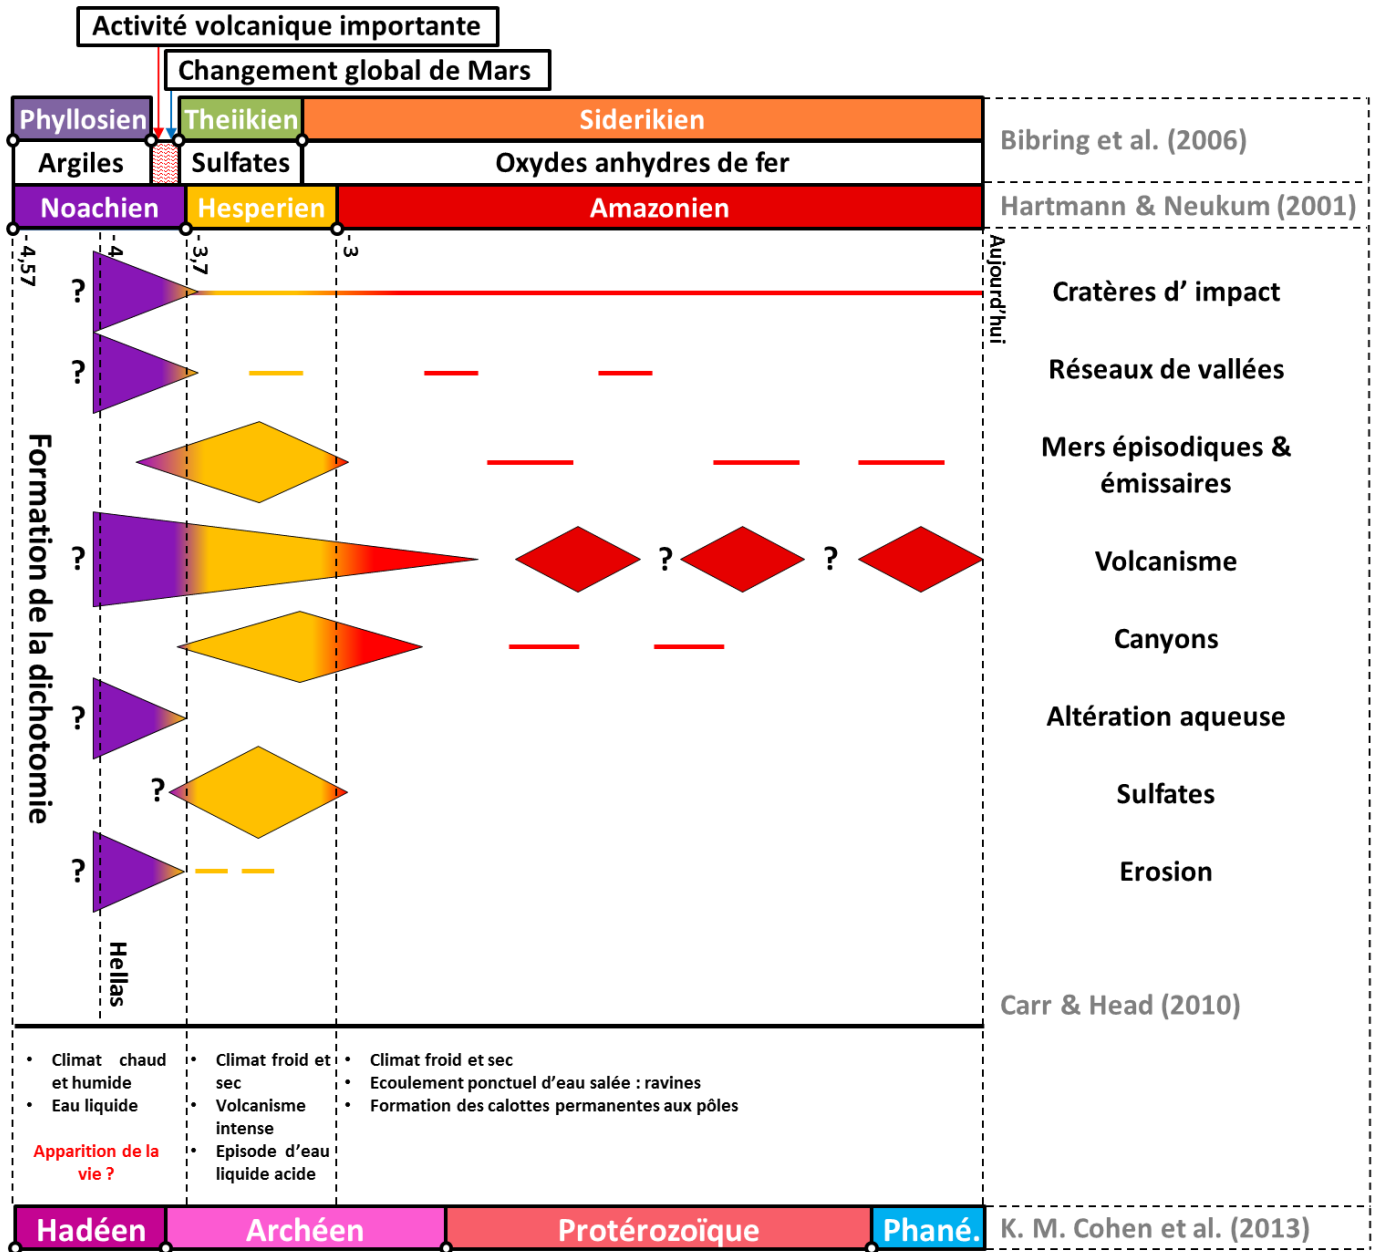 Activité volcanique importante
Changement global de Mars
Phyllosien
Theiikien
Siderikien
Bibring et al. (2006)
Argiles
Sulfates
Oxydes anhydres de fer
Noachien
Hesperien
Amazonien
Hartmann & Neukum (2001)
4,57
4
3,7
3
Aujourd'hui
? Cratères d' impact
? Réseaux de vallées
Mers épisodiques &
émissaires
? ? ? Volcanisme
Canyons
? Altération aqueuse
? Sulfates
? Erosion
Formation de la dichotomie
Hellas
Carr & Head (2010)
• Climat chaud
et humide
• Eau liquide
Apparition de la
vie ?
• Climat froid et
sec
• Volcanisme
intense
• Episode d'eau
liquide acide
• Climat froid et sec
• Ecoulement ponctuel d'eau salée : ravines
• Formation des calottes permanentes aux pôles
Hadéen
Archéen
Protérozoïque
Phané.
K. M. Cohen et al. (2013)